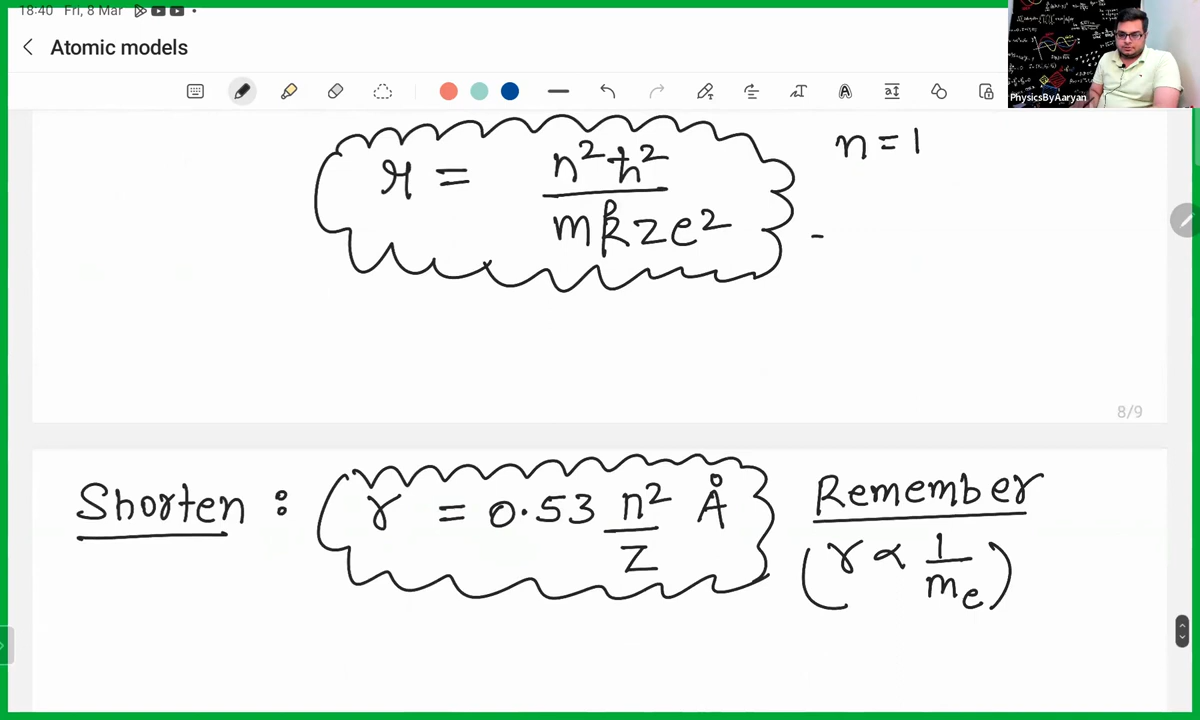 18:40 Fri, 8 Mar
Atomic models
PhysicsByAaryan
r = n²ħ² / mkze²
n = 1
-
8/9
Shorten : r = 0.53 n²/Z Å Remember
(r ∝ 1/mₑ)